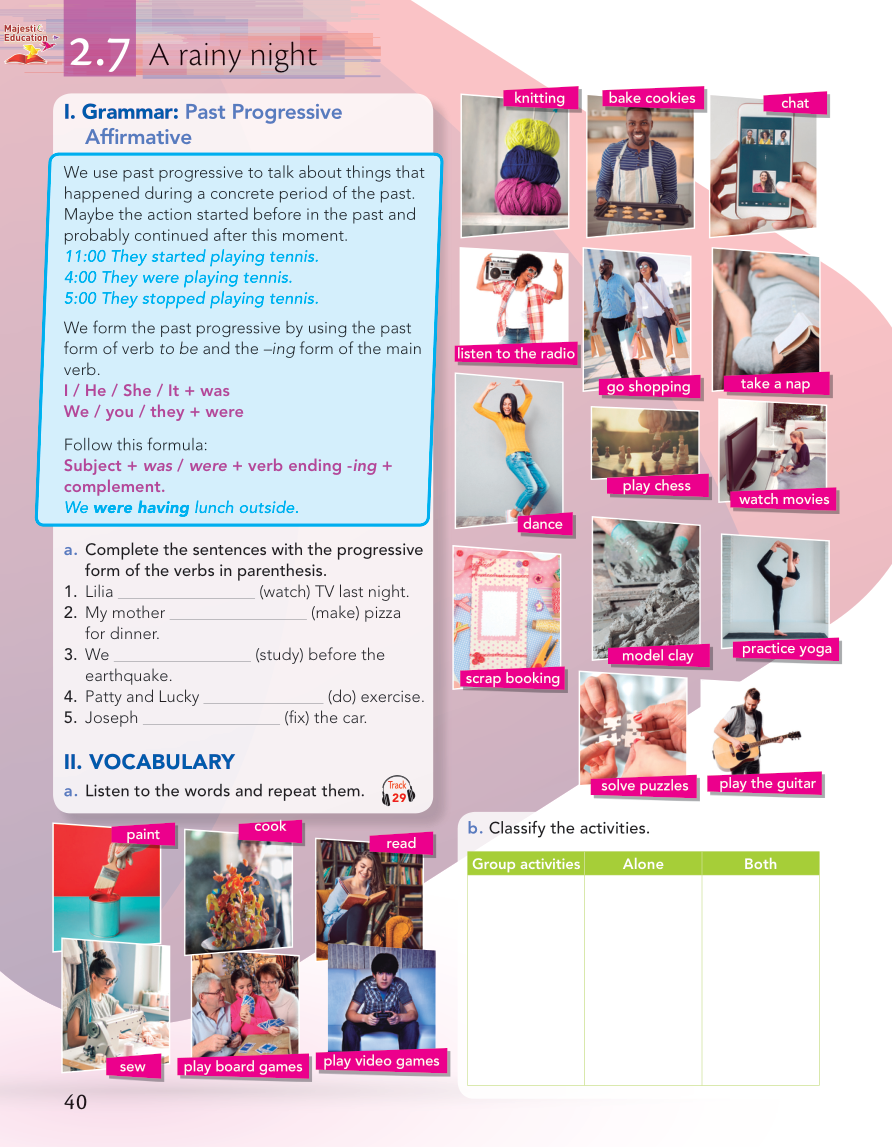 Majestic
Education
2.7 A rainy night
I. Grammar: Past Progressive
Affirmative
We use past progressive to talk about things that
happened during a concrete period of the past.
Maybe the action started before in the past and
probably continued after this moment.
11:00 They started playing tennis.
4:00 They were playing tennis.
5:00 They stopped playing tennis.
We form the past progressive by using the past
form of verb to be and the –ing form of the main
verb.
I / He / She / It + was
We / you / they + were
Follow this formula:
Subject + was / were + verb ending -ing +
complement.
We were having lunch outside.
a. Complete the sentences with the progressive
form of the verbs in parenthesis.
1. Lilia ________________ (watch) TV last night.
2. My mother ________________ (make) pizza
for dinner.
3. We ________________ (study) before the
earthquake.
4. Patty and Lucky ______________ (do) exercise.
5. Joseph ________________ (fix) the car.
II. VOCABULARY
a. Listen to the words and repeat them.
Track
29
paint
cook
read
sew
play board games
play video games
knitting
bake cookies
chat
listen to the radio
go shopping
take a nap
dance
play chess
watch movies
scrap booking
model clay
practice yoga
solve puzzles
play the guitar
b. Classify the activities.
Group activities Alone Both
40